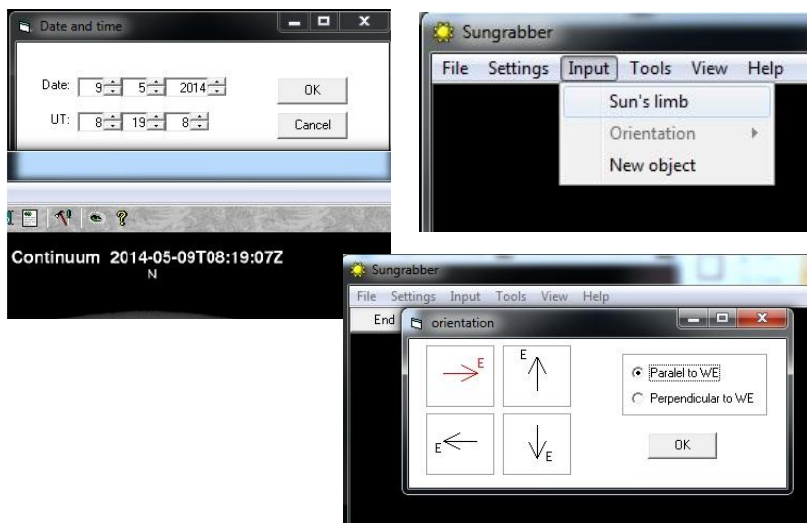 Date and time
Date: 9 5 2014 OK
UT: 8 19 8 Cancel
Continuum 2014-05-09T08:19:07Z
N
Sungrabber
File Settings Input Tools View Help
Sun's limb
Orientation
New object
Sungrabber
File Settings Input Tools View Help
End
orientation
E
E
E
E
Paralel to WE
Perpendicular to WE
OK